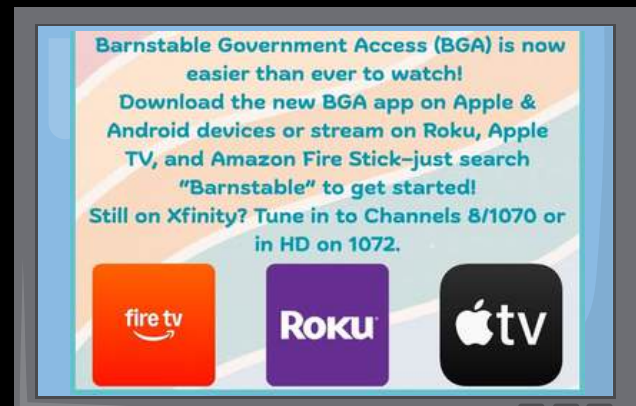 Barnstable Government Access (BGA) is now
easier than ever to watch!
Download the new BGA app on Apple &
Android devices or stream on Roku, Apple
TV, and Amazon Fire Stick–just search
"Barnstable" to get started!
Still on Xfinity? Tune in to Channels 8/1070 or
in HD on 1072.
fire tv
ROKU
tv